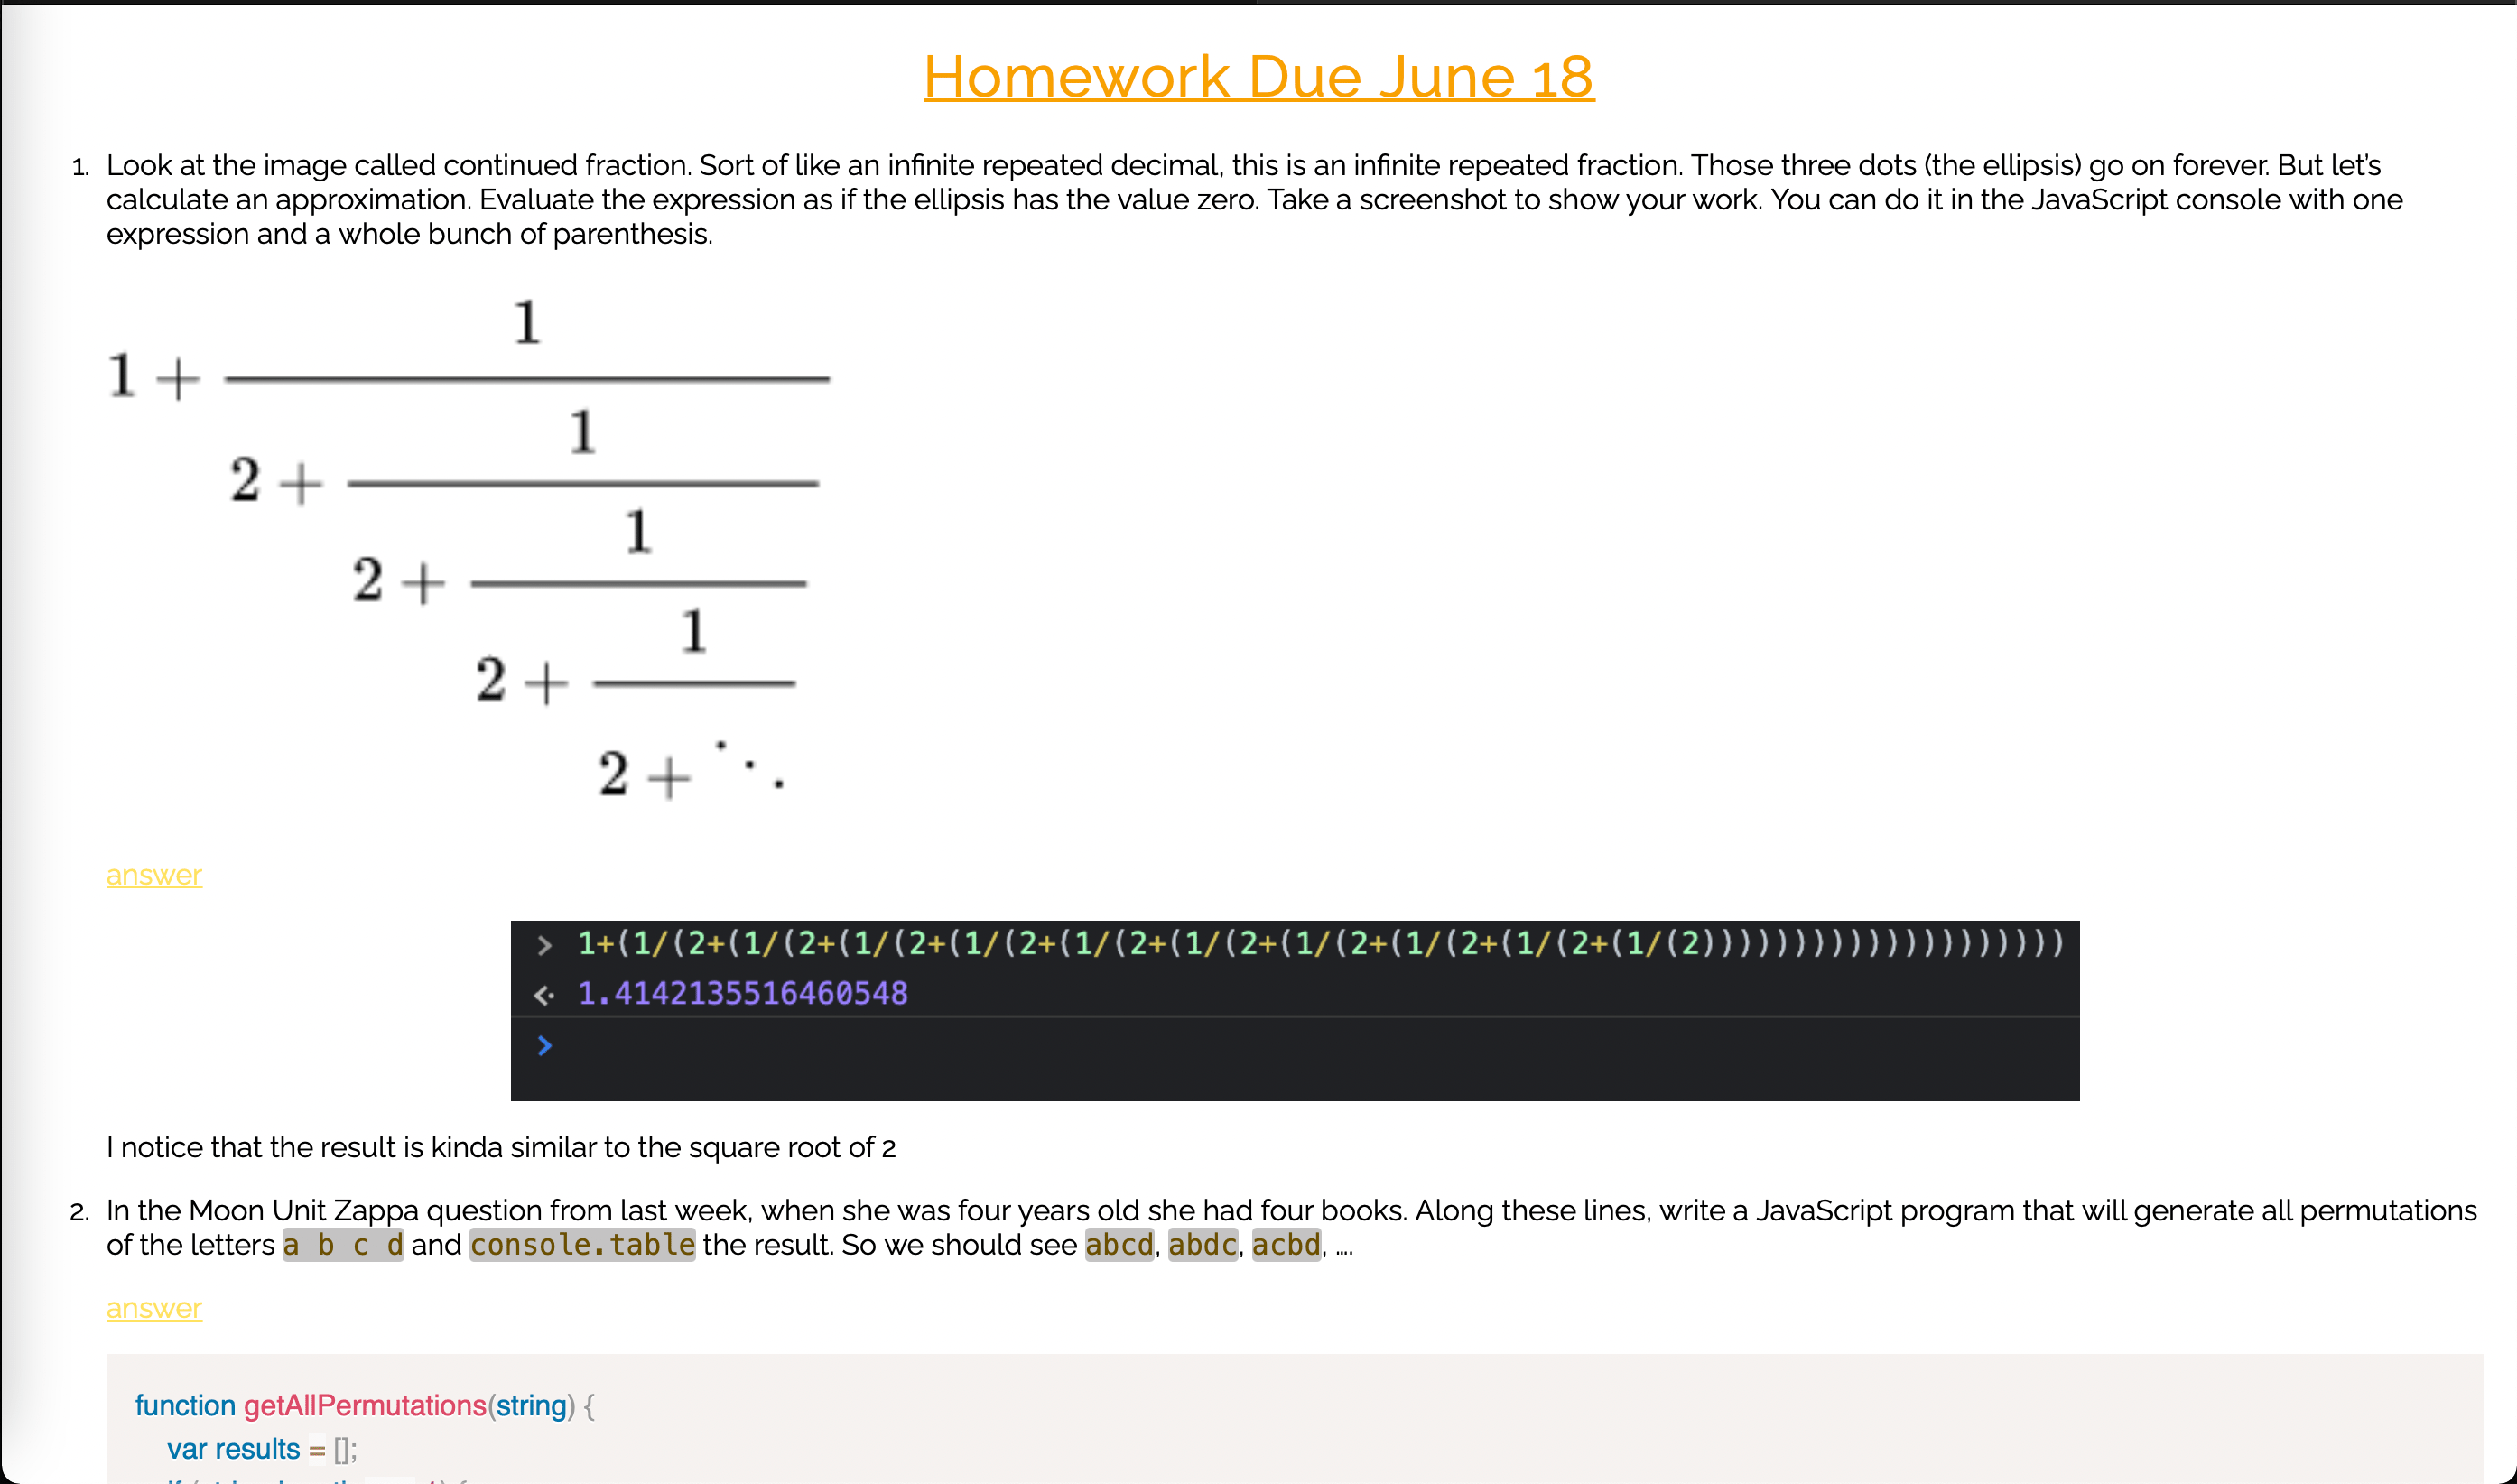 Homework Due June 18
1. Look at the image called continued fraction. Sort of like an infinite repeated decimal, this is an infinite repeated fraction. Those three dots (the ellipsis) go on forever. But let's
calculate an approximation. Evaluate the expression as if the ellipsis has the value zero. Take a screenshot to show your work. You can do it in the JavaScript console with one
expression and a whole bunch of parenthesis.
1
1 +
1
2 +
1
2 +
1
2 +
2 + ⋱
answer
> 1+(1/(2+(1/(2+(1/(2+(1/(2+(1/(2+(1/(2+(1/(2+(1/(2+(1/(2+(1/(2))))))))))))))))))))
1.4142135516460548
>
I notice that the result is kinda similar to the square root of 2
2. In the Moon Unit Zappa question from last week, when she was four years old she had four books. Along these lines, write a JavaScript program that will generate all permutations
of the letters a b c d and console.table the result. So we should see abcd, abdc, acbd, ....
answer
function getAllPermutations(string) {
var results = [];